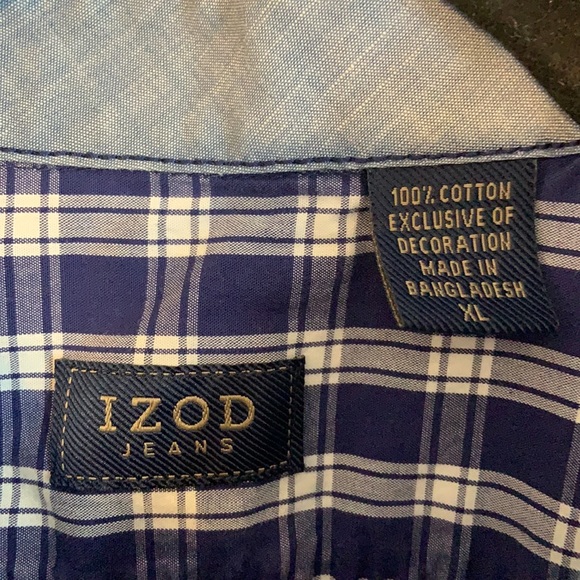 100% COTTON
EXCLUSIVE OF
DECORATION
MADE IN
BANGLADESH
XL
IZOD
JEANS